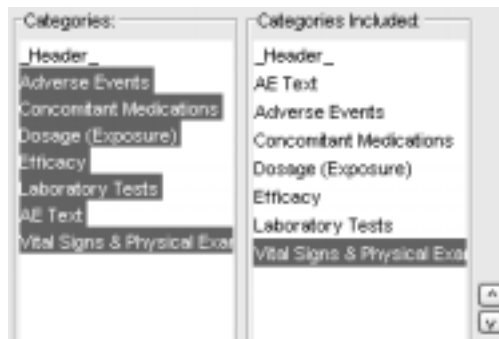 Categories:
_Header_
Adverse Events
Concomitant Medications
Dosage (Exposure)
Efficacy
Laboratory Tests
AE Text
Vital Signs & Physical Exa
Categories Included:
_Header_
AE Text
Adverse Events
Concomitant Medications
Dosage (Exposure)
Efficacy
Laboratory Tests
Vital Signs & Physical Exa